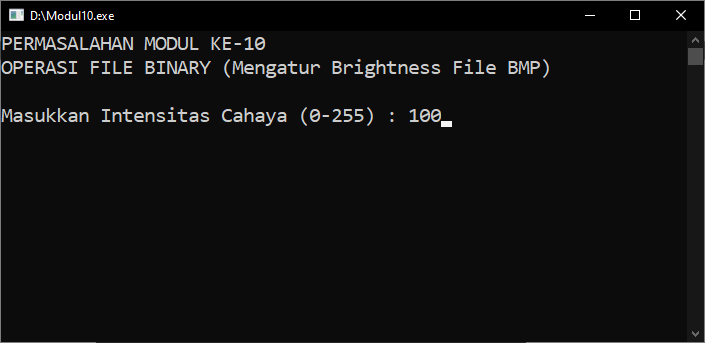 D:\Modul10.exe
PERMASALAHAN MODUL KE-10
OPERASI FILE BINARY (Mengatur Brightness File BMP)
Masukkan Intensitas Cahaya (0-255) : 100